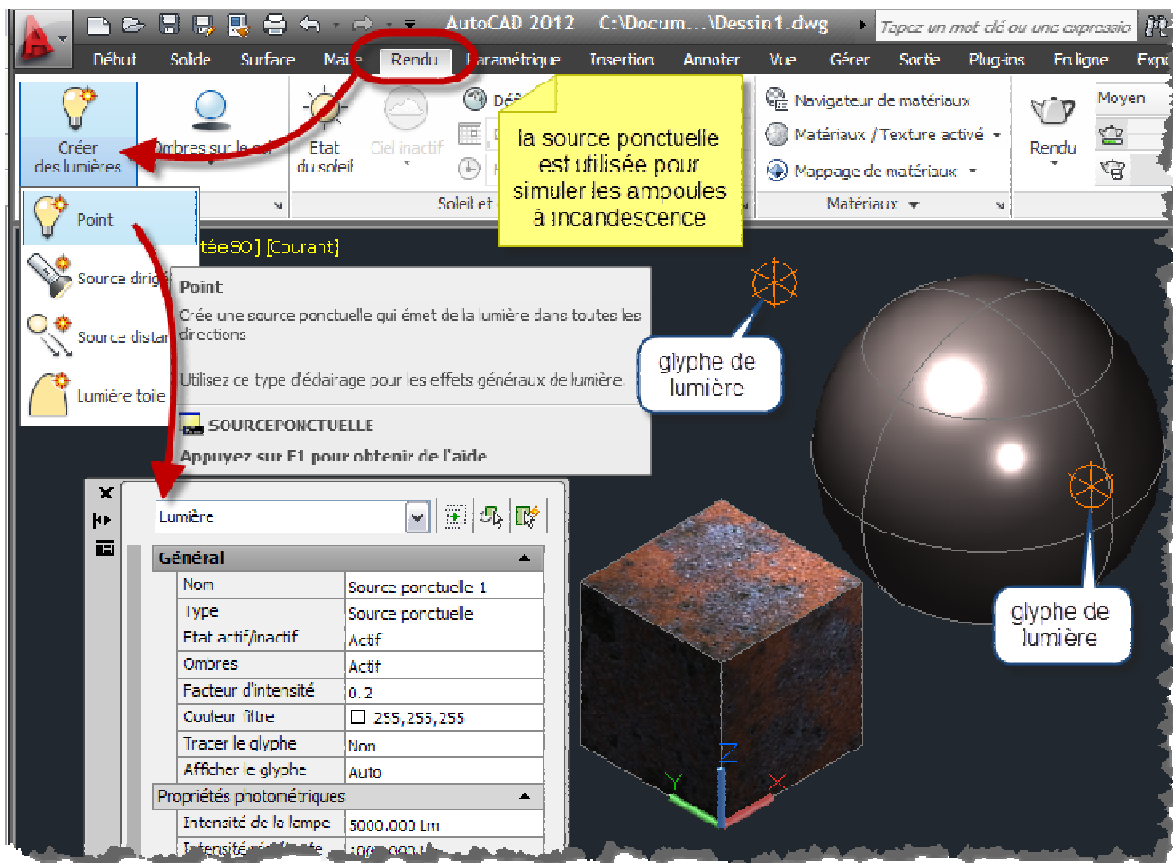 AutoCAD 2012 C:\Docum...\Dessin1.dwg
Tapez un mot clé ou une expressio
Début Solide Surface Rendu Paramétrique Insertion Annoter Vue Gérer Sortie Plug-ins En ligne
Créer
des lumières
Ombres sur le
Etat
du soleil
Ciel inactif
Soleil et
la source ponctuelle
est utilisée pour
simuler les ampoules
à incandescence
Navigateur de matériaux
Matériaux / Texture activé
Mappage de matériaux
Matériaux
Rendu
Moyen
[Courant]
Point
Source
Source
Lumière toile
Point
Crée une source ponctuelle qui émet de la lumière dans toutes les
directions
Utilisez ce type d'éclairage pour les effets généraux de lumière.
SOURCEPONCTUELLE
Appuyez sur F1 pour obtenir de l'aide
glyphe de
lumière
glyphe de
lumière
Lumière
Général
Nom Source ponctuelle 1
Type Source ponctuelle
Etat actif/inactif Actif
Ombres Actif
Facteur d'intensité 0.2
Couleur filtre 255,255,255
Tracer le glyphe Non
Afficher le glyphe Auto
Propriétés photométriques
Intensité de la lampe 5000.000 Lm
Intensité
Z
Y
X